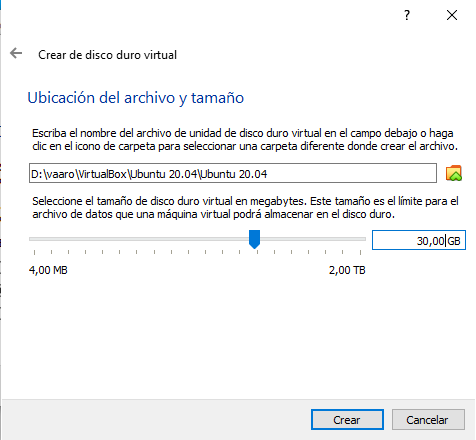 ?
Crear de disco duro virtual
Ubicación del archivo y tamaño
Escriba el nombre del archivo de unidad de disco duro virtual en el campo debajo o haga
clic en el icono de carpeta para seleccionar una carpeta diferente donde crear el archivo.
D:\vaaro\VirtualBox\Ubuntu 20.04\Ubuntu 20.04
Seleccione el tamaño de disco duro virtual en megabytes. Este tamaño es el límite para el
archivo de datos que una máquina virtual podrá almacenar en el disco duro.
30,00 GB
4,00 MB 2,00 TB
Crear Cancelar